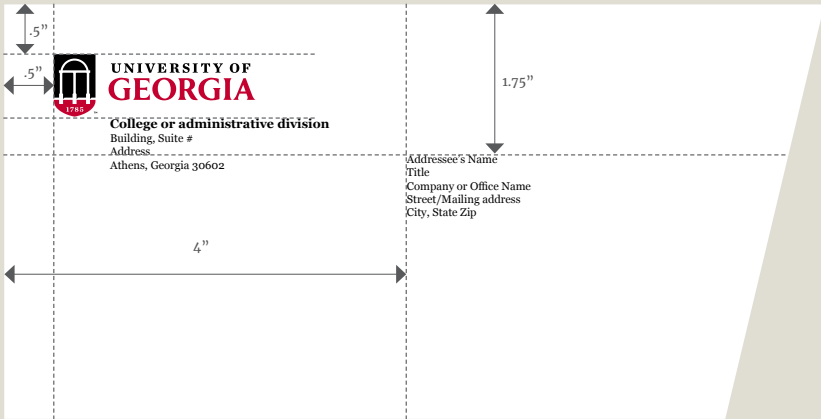 .5”
.5”
UNIVERSITY OF
GEORGIA
1785
College or administrative division
Building, Suite #
Address
Athens, Georgia 30602
1.75”
Addressee’s Name
Title
Company or Office Name
Street/Mailing address
City, State Zip
4”